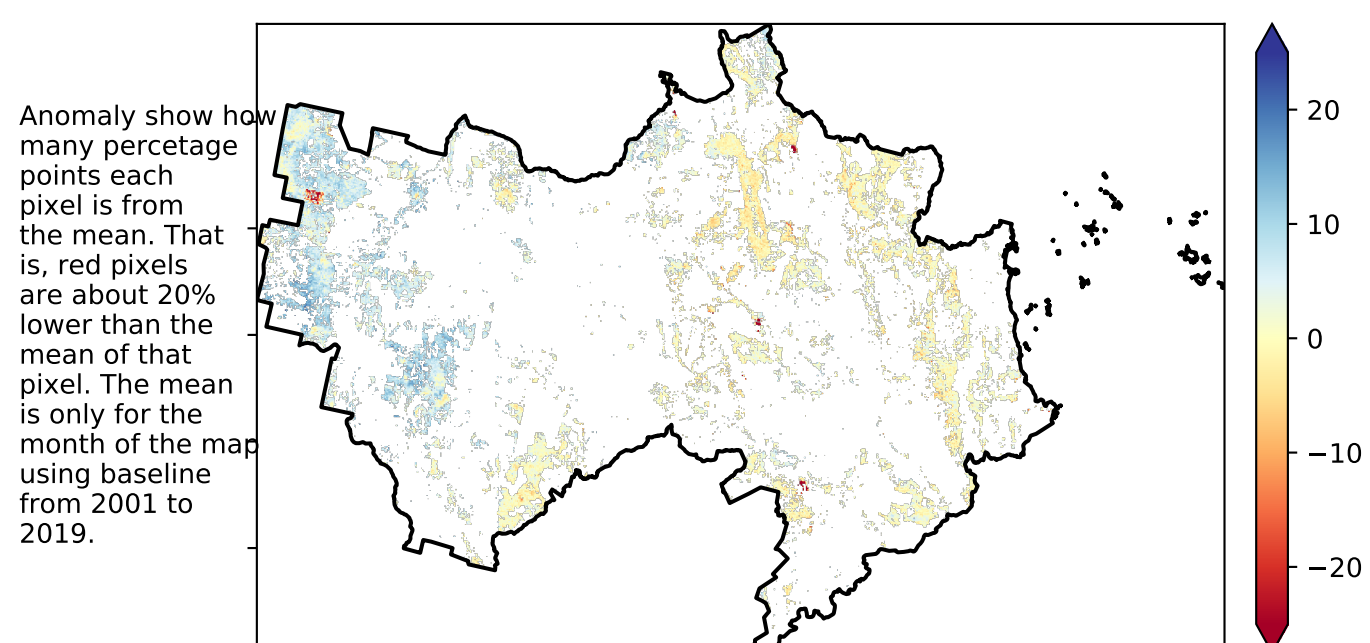 Anomaly show how
many percetage
points each
pixel is from
the mean. That
is, red pixels
are about 20%
lower than the
mean of that
pixel. The mean
is only for the
month of the map
using baseline
from 2001 to
2019.
20
10
0
−10
−20